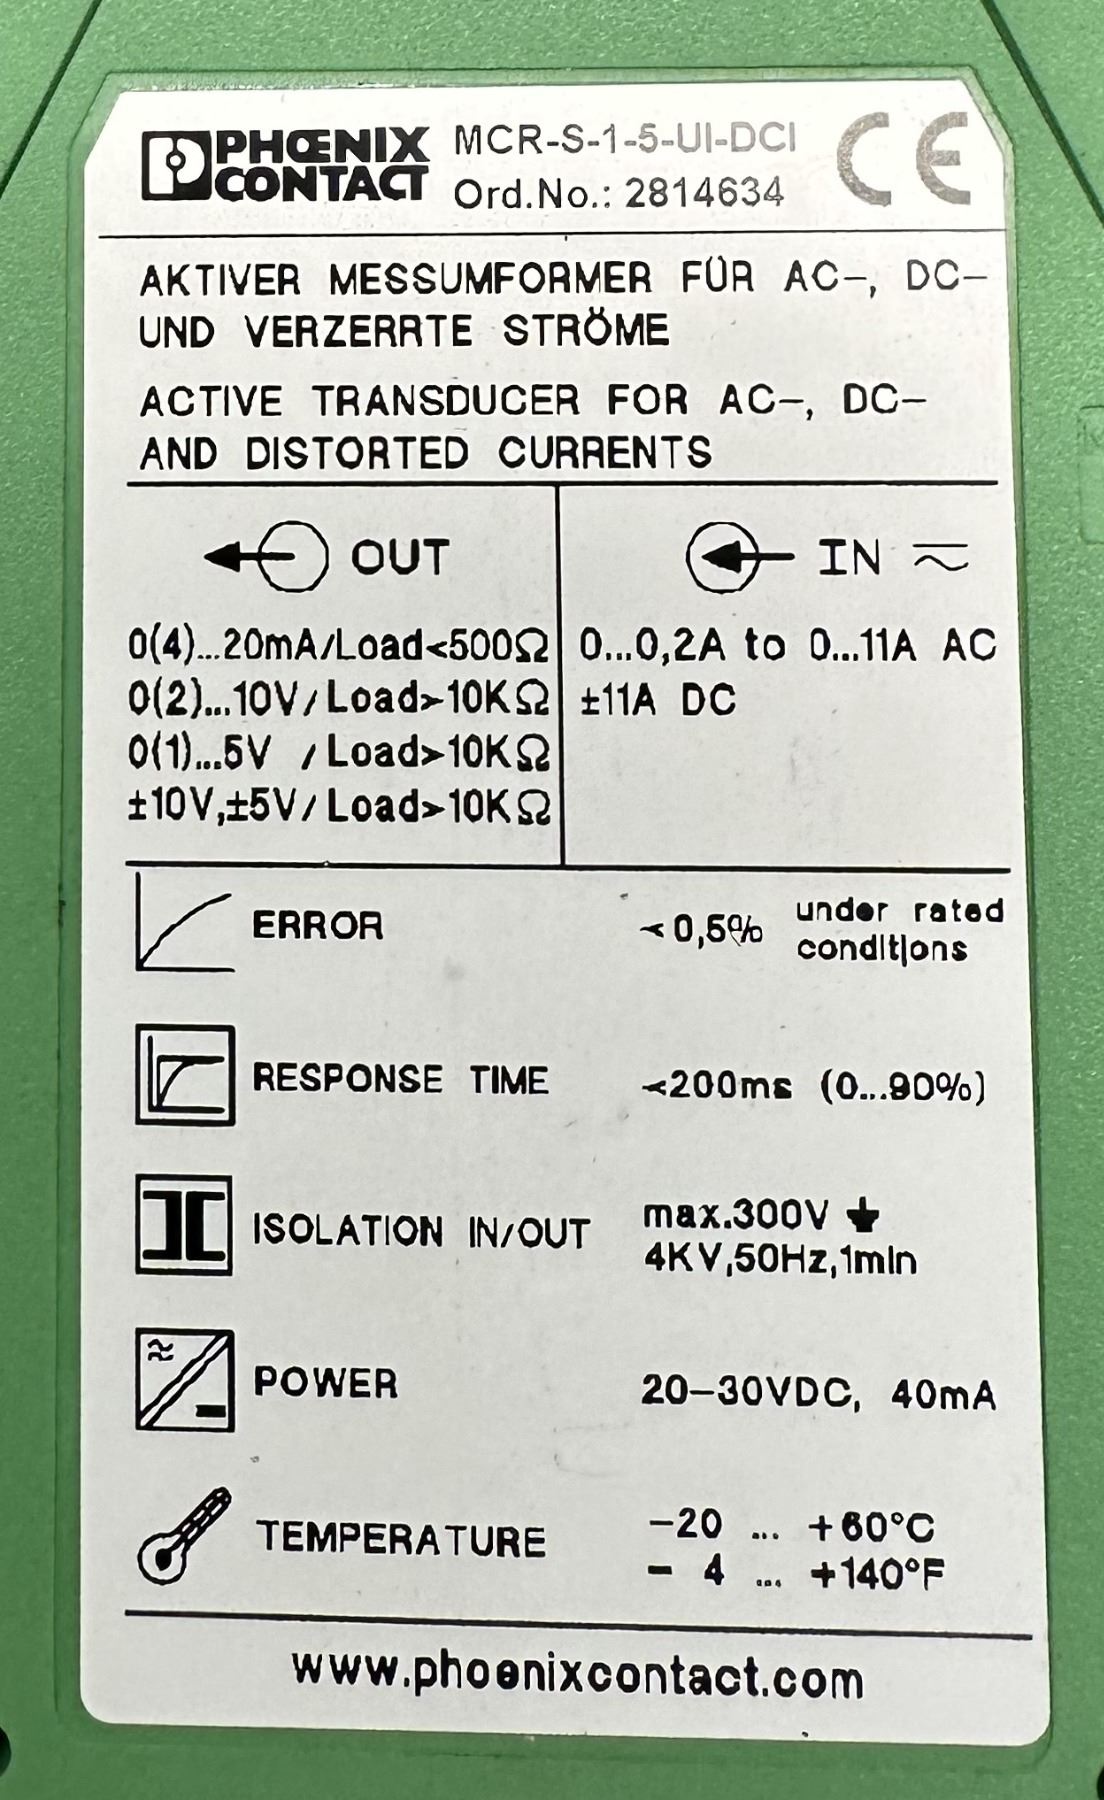 PHŒNIX CONTACT
MCR-S-1-5-UI-DCI
Ord.No.: 2814634
CE
AKTIVER MESSUMFORMER FÜR AC–, DC–
UND VERZERRTE STRÖME
ACTIVE TRANSDUCER FOR AC–, DC–
AND DISTORTED CURRENTS
OUT
0(4)...20mA/Load<500Ω
0(2)...10V/Load>10KΩ
0(1)...5V /Load>10KΩ
±10V,±5V/Load>10KΩ
IN
0...0,2A to 0...11A AC
±11A DC
ERROR <0,5% under rated conditions
RESPONSE TIME <200ms (0...90%)
ISOLATION IN/OUT max.300V
4KV,50Hz,1min
POWER 20–30VDC, 40mA
TEMPERATURE –20 ... +60°C
– 4 ... +140°F
www.phoenixcontact.com